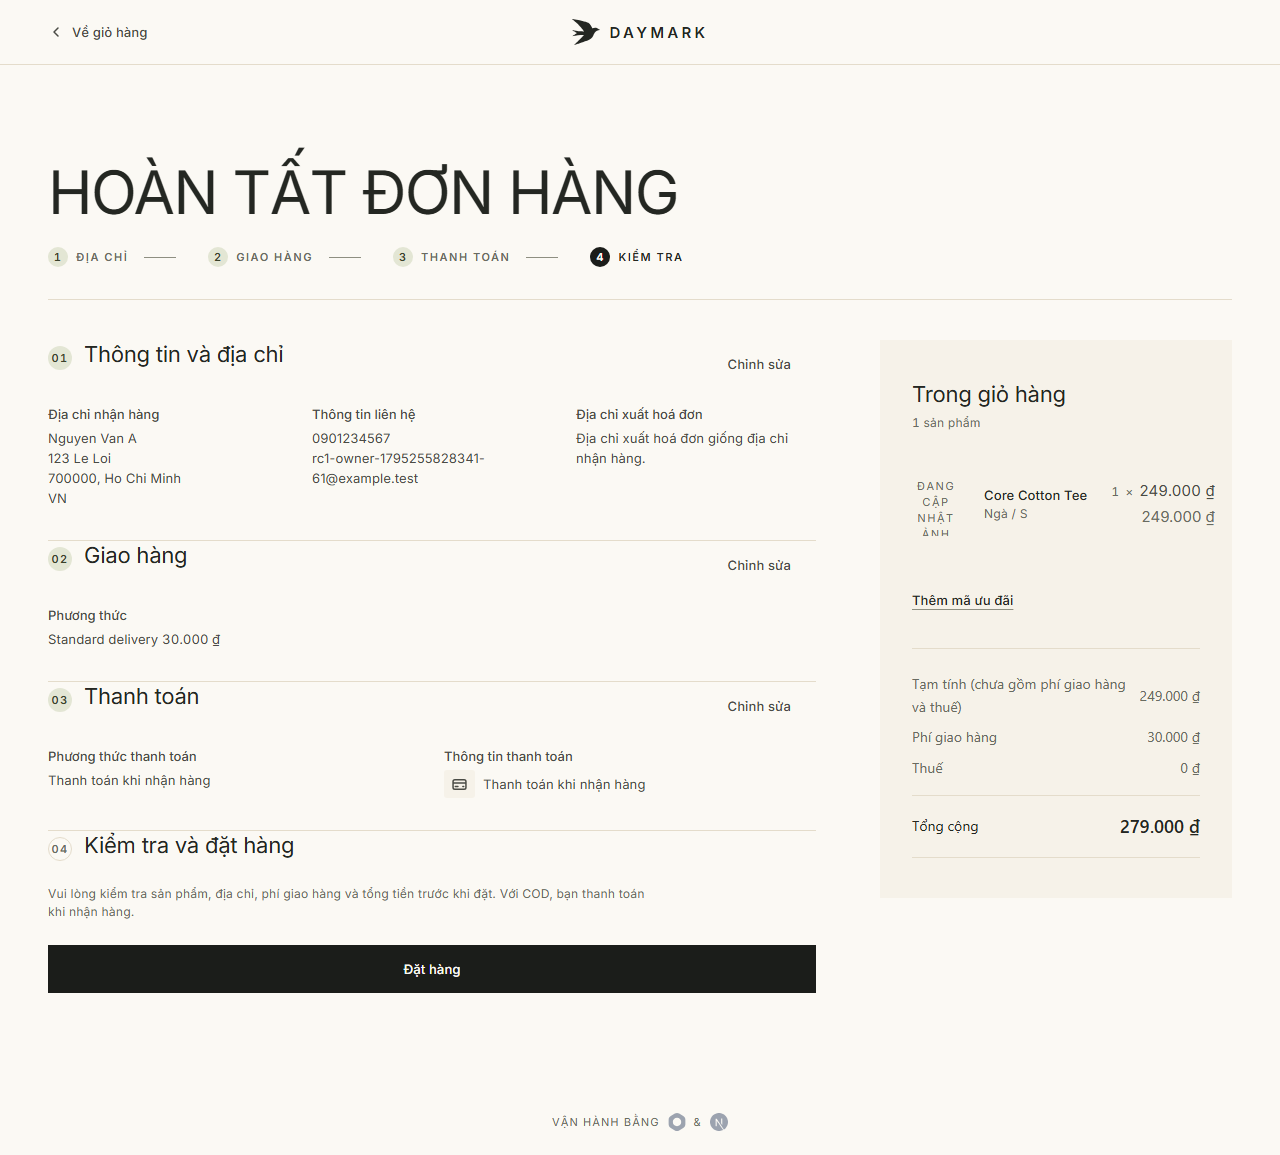 Về giỏ hàng
DAYMARK
HOÀN TẤT ĐƠN HÀNG
1 ĐỊA CHỈ
2 GIAO HÀNG
3 THANH TOÁN
4 KIỂM TRA
01 Thông tin và địa chỉ
Chỉnh sửa
Địa chỉ nhận hàng
Nguyen Van A
123 Le Loi
700000, Ho Chi Minh
VN
Thông tin liên hệ
0901234567
rc1-owner-1795255828341-
61@example.test
Địa chỉ xuất hoá đơn
Địa chỉ xuất hoá đơn giống địa chỉ
nhận hàng.
02 Giao hàng
Chỉnh sửa
Phương thức
Standard delivery 30.000 ₫
03 Thanh toán
Chỉnh sửa
Phương thức thanh toán
Thanh toán khi nhận hàng
Thông tin thanh toán
Thanh toán khi nhận hàng
04 Kiểm tra và đặt hàng
Vui lòng kiểm tra sản phẩm, địa chỉ, phí giao hàng và tổng tiền trước khi đặt. Với COD, bạn thanh toán
khi nhận hàng.
Đặt hàng
Trong giỏ hàng
1 sản phẩm
ĐANG
CẬP
NHẬT
ẢNH
Core Cotton Tee
Ngà / S
1 × 249.000 ₫
249.000 ₫
Thêm mã ưu đãi
Tạm tính (chưa gồm phí giao hàng
và thuế)
249.000 ₫
Phí giao hàng
30.000 ₫
Thuế
0 ₫
Tổng cộng
279.000 ₫
VẬN HÀNH BẰNG & N